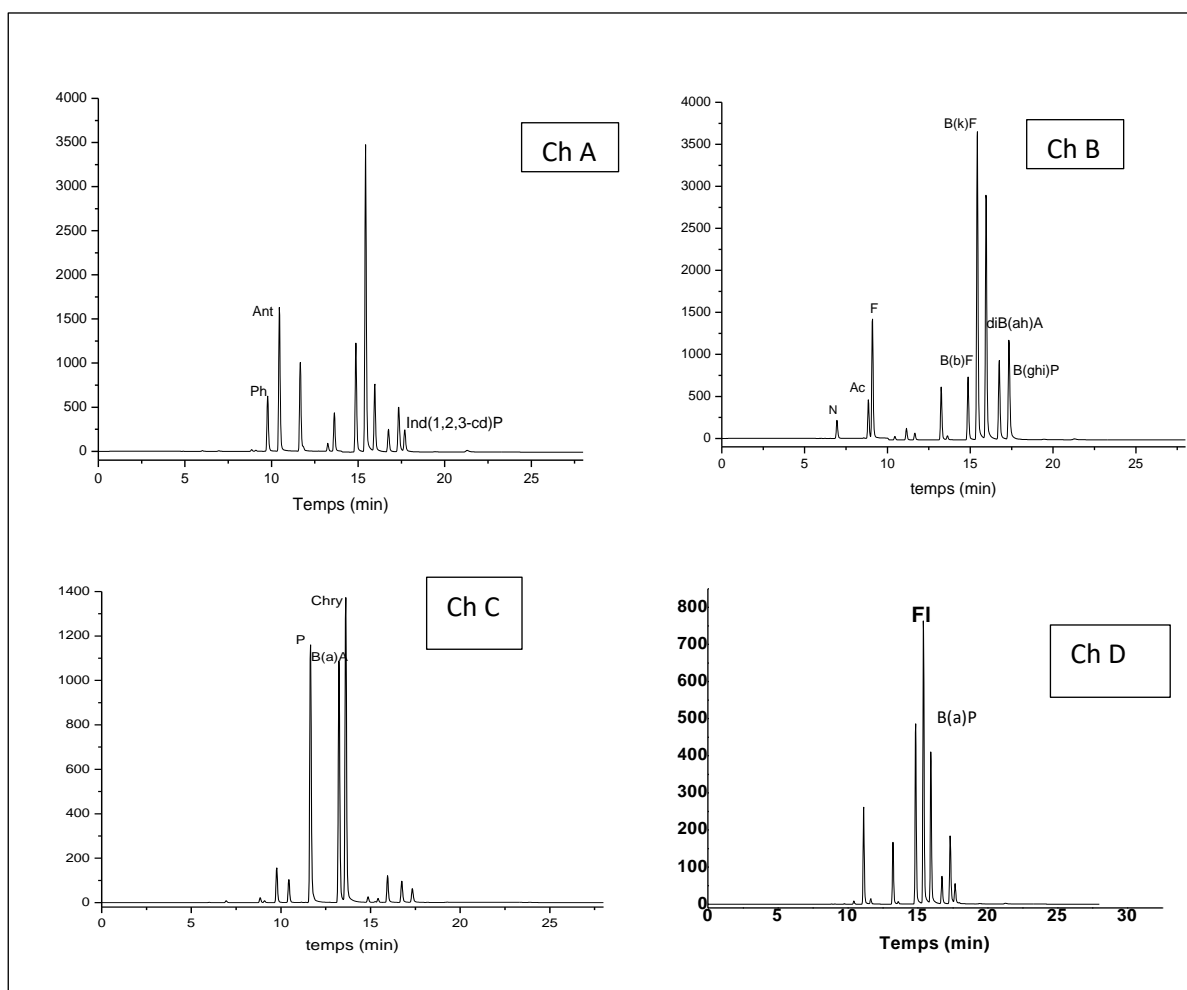 Ch A
4000
3500
3000
2500
2000
1500
1000
500
0
Ant
Ph
Ind(1,2,3-cd)P
0 5 10 15 20 25
Temps (min)
Ch B
4000
3500
3000
2500
2000
1500
1000
500
0
B(k)F
F
diB(ah)A
B(b)F
B(ghi)P
Ac
N
0 5 10 15 20 25
temps (min)
Ch C
1400
1200
1000
800
600
400
200
0
Chry
P
B(a)A
0 5 10 15 20 25
temps (min)
Ch D
800
700
600
500
400
300
200
100
0
Fl
B(a)P
0 5 10 15 20 25 30
Temps (min)